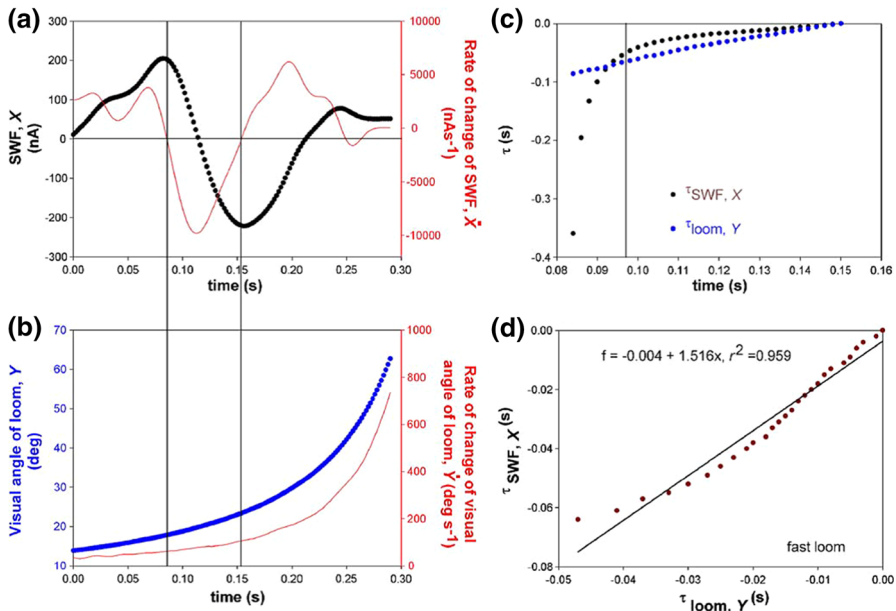 (a)
300
200
100
0
-100
-200
-300
SWF, X
(nA)
10000
5000
0
-5000
-10000
Rate of change of SWF, Ẋ
(nAs-1)
0.00 0.05 0.10 0.15 0.20 0.25 0.30
time (s)
(b)
70
60
50
40
30
20
10
Visual angle of loom, Y
(deg)
1000
800
600
400
200
0
Rate of change of visual
angle of loom, Ẏ (deg s-1)
0.00 0.05 0.10 0.15 0.20 0.25 0.30
time (s)
(c)
0.0
-0.1
-0.2
-0.3
-0.4
τ (s)
τSWF, X
τloom, Y
0.08 0.09 0.10 0.11 0.12 0.13 0.14 0.15 0.16
time (s)
(d)
0.00
-0.02
-0.04
-0.06
-0.08
τ SWF, X (s)
f = -0.004 + 1.516x, r² =0.959
fast loom
-0.05 -0.04 -0.03 -0.02 -0.01 0.00
τ loom, Y (s)